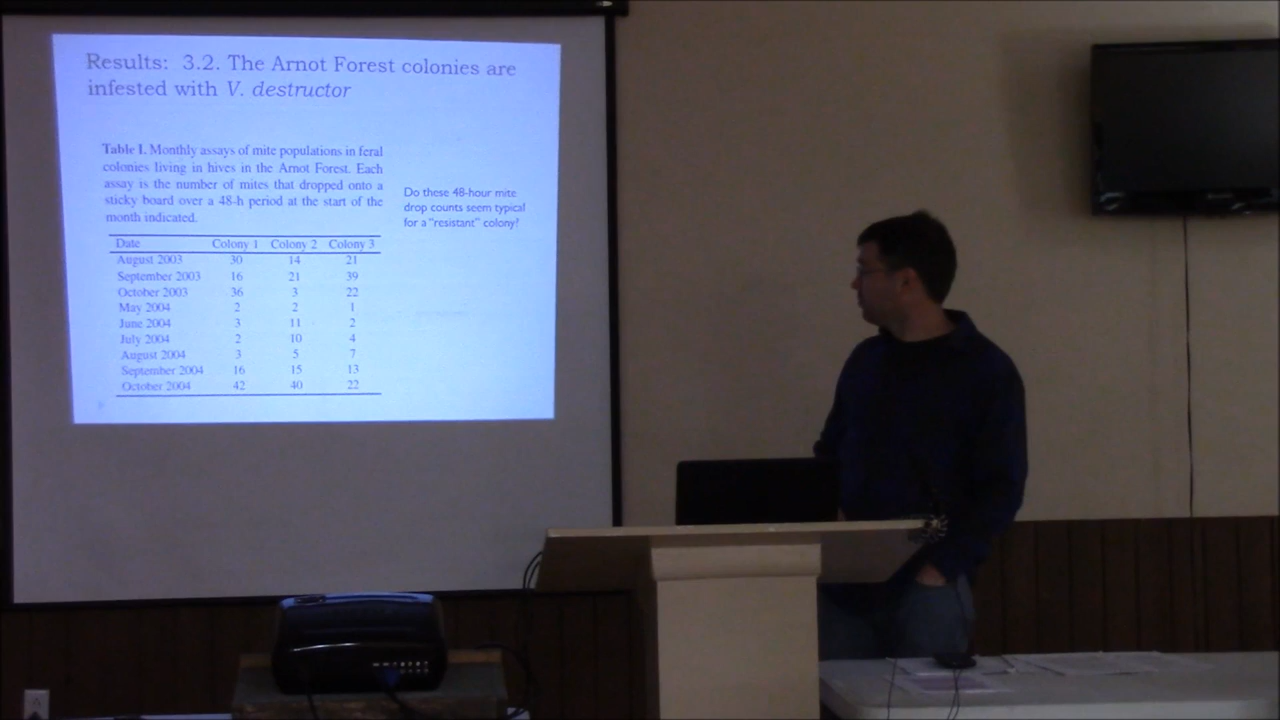 Results: 3.2. The Arnot Forest colonies are
infested with V. destructor
Table I. Monthly assays of mite populations in feral
colonies living in hives in the Arnot Forest. Each
assay is the number of mites that dropped onto a
sticky board over a 48-h period at the start of the
month indicated.
Do these 48-hour mite
drop counts seem typical
for a "resistant" colony?
Date Colony 1 Colony 2 Colony 3
August 2003 30 14 21
September 2003 16 21 39
October 2003 36 3 22
May 2004 2 2 1
June 2004 3 11 2
July 2004 2 10 4
August 2004 3 5 7
September 2004 16 15 13
October 2004 42 40 22